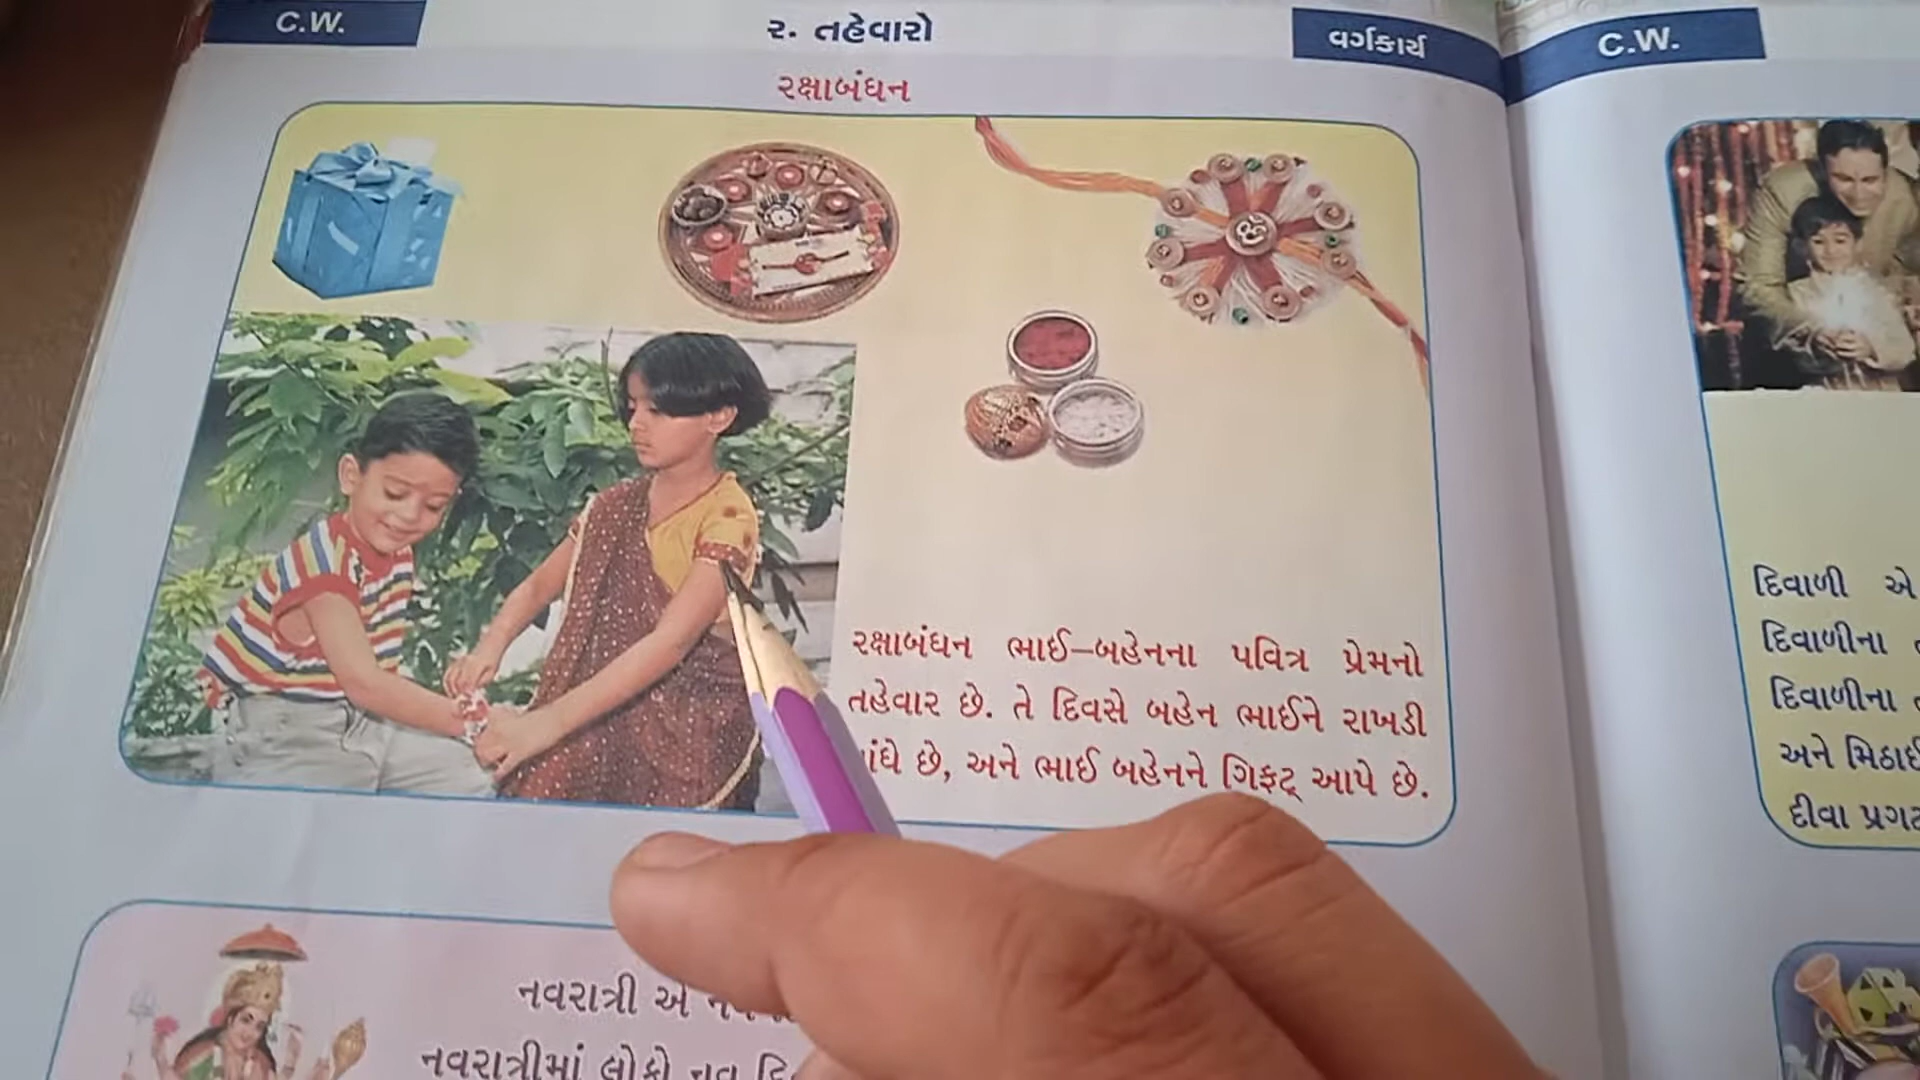 C.W.
૨. તહેવારો
વર્ગકાર્ય
રક્ષાબંધન
રક્ષાબંધન ભાઈ–બહેનના પવિત્ર પ્રેમનો
તહેવાર છે. તે દિવસે બહેન ભાઈને રાખડી
છે, અને ભાઈ બહેનને ગિફ્ટ્ આપે છે.
નવરાત્રી એ
નવરાત્રીમાં લોકો નવ
C.W.
દિવાળી એ
દિવાળીના
દિવાળીના
અને
દીવા